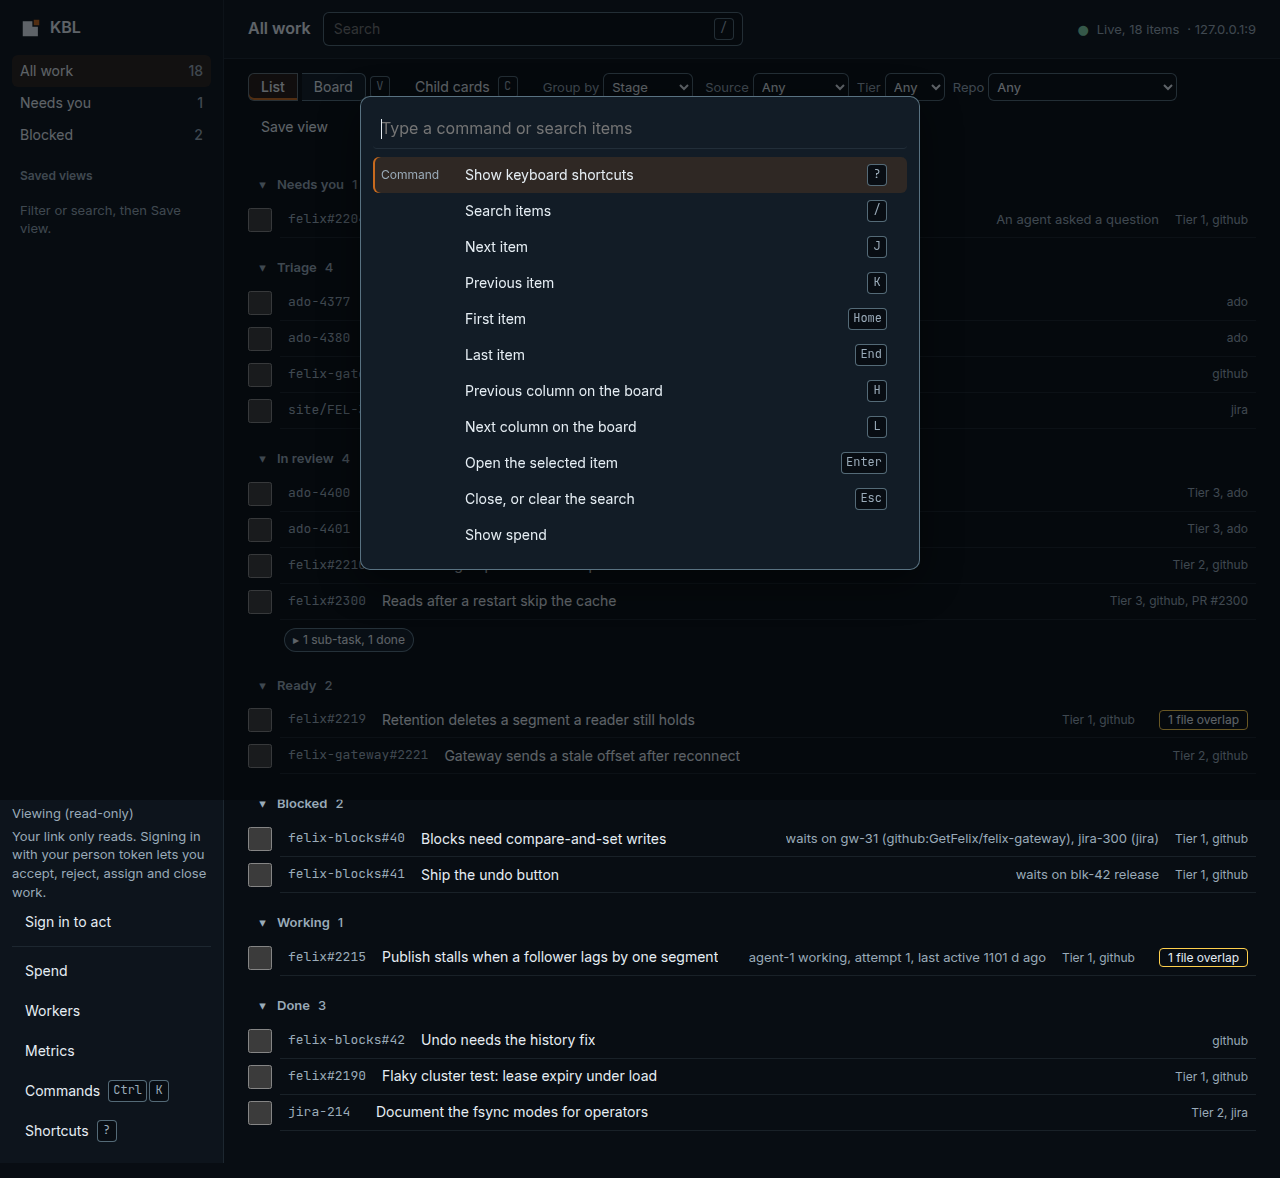 KBL
All work 18
Needs you 1
Blocked 2
Saved views
Filter or search, then Save
view.
All work
Search /
Live, 18 items · 127.0.0.1:9
List Board V Child cards C Group by Stage Source Any Tier Any Repo Any
Save view
Type a command or search items
Command Show keyboard shortcuts ?
Search items /
Next item J
Previous item K
First item Home
Last item End
Previous column on the board H
Next column on the board L
Open the selected item Enter
Close, or clear the search Esc
Show spend
Needs you 1
felix#220 An agent asked a question Tier 1, github
Triage 4
ado-4377 ado
ado-4380 ado
felix-gat github
site/FEL- jira
In review 4
ado-4400 Tier 3, ado
ado-4401 Tier 3, ado
felix#221 Tier 2, github
felix#2300 Reads after a restart skip the cache Tier 3, github, PR #2300
▸ 1 sub-task, 1 done
Ready 2
felix#2219 Retention deletes a segment a reader still holds Tier 1, github 1 file overlap
felix-gateway#2221 Gateway sends a stale offset after reconnect Tier 2, github
Blocked 2
felix-blocks#40 Blocks need compare-and-set writes waits on gw-31 (github:GetFelix/felix-gateway), jira-300 (jira) Tier 1, github
felix-blocks#41 Ship the undo button waits on blk-42 release Tier 1, github
Working 1
felix#2215 Publish stalls when a follower lags by one segment agent-1 working, attempt 1, last active 1101 d ago Tier 1, github 1 file overlap
Done 3
felix-blocks#42 Undo needs the history fix github
felix#2190 Flaky cluster test: lease expiry under load Tier 1, github
jira-214 Document the fsync modes for operators Tier 2, jira
Viewing (read-only)
Your link only reads. Signing in
with your person token lets you
accept, reject, assign and close
work.
Sign in to act
Spend
Workers
Metrics
Commands Ctrl K
Shortcuts ?